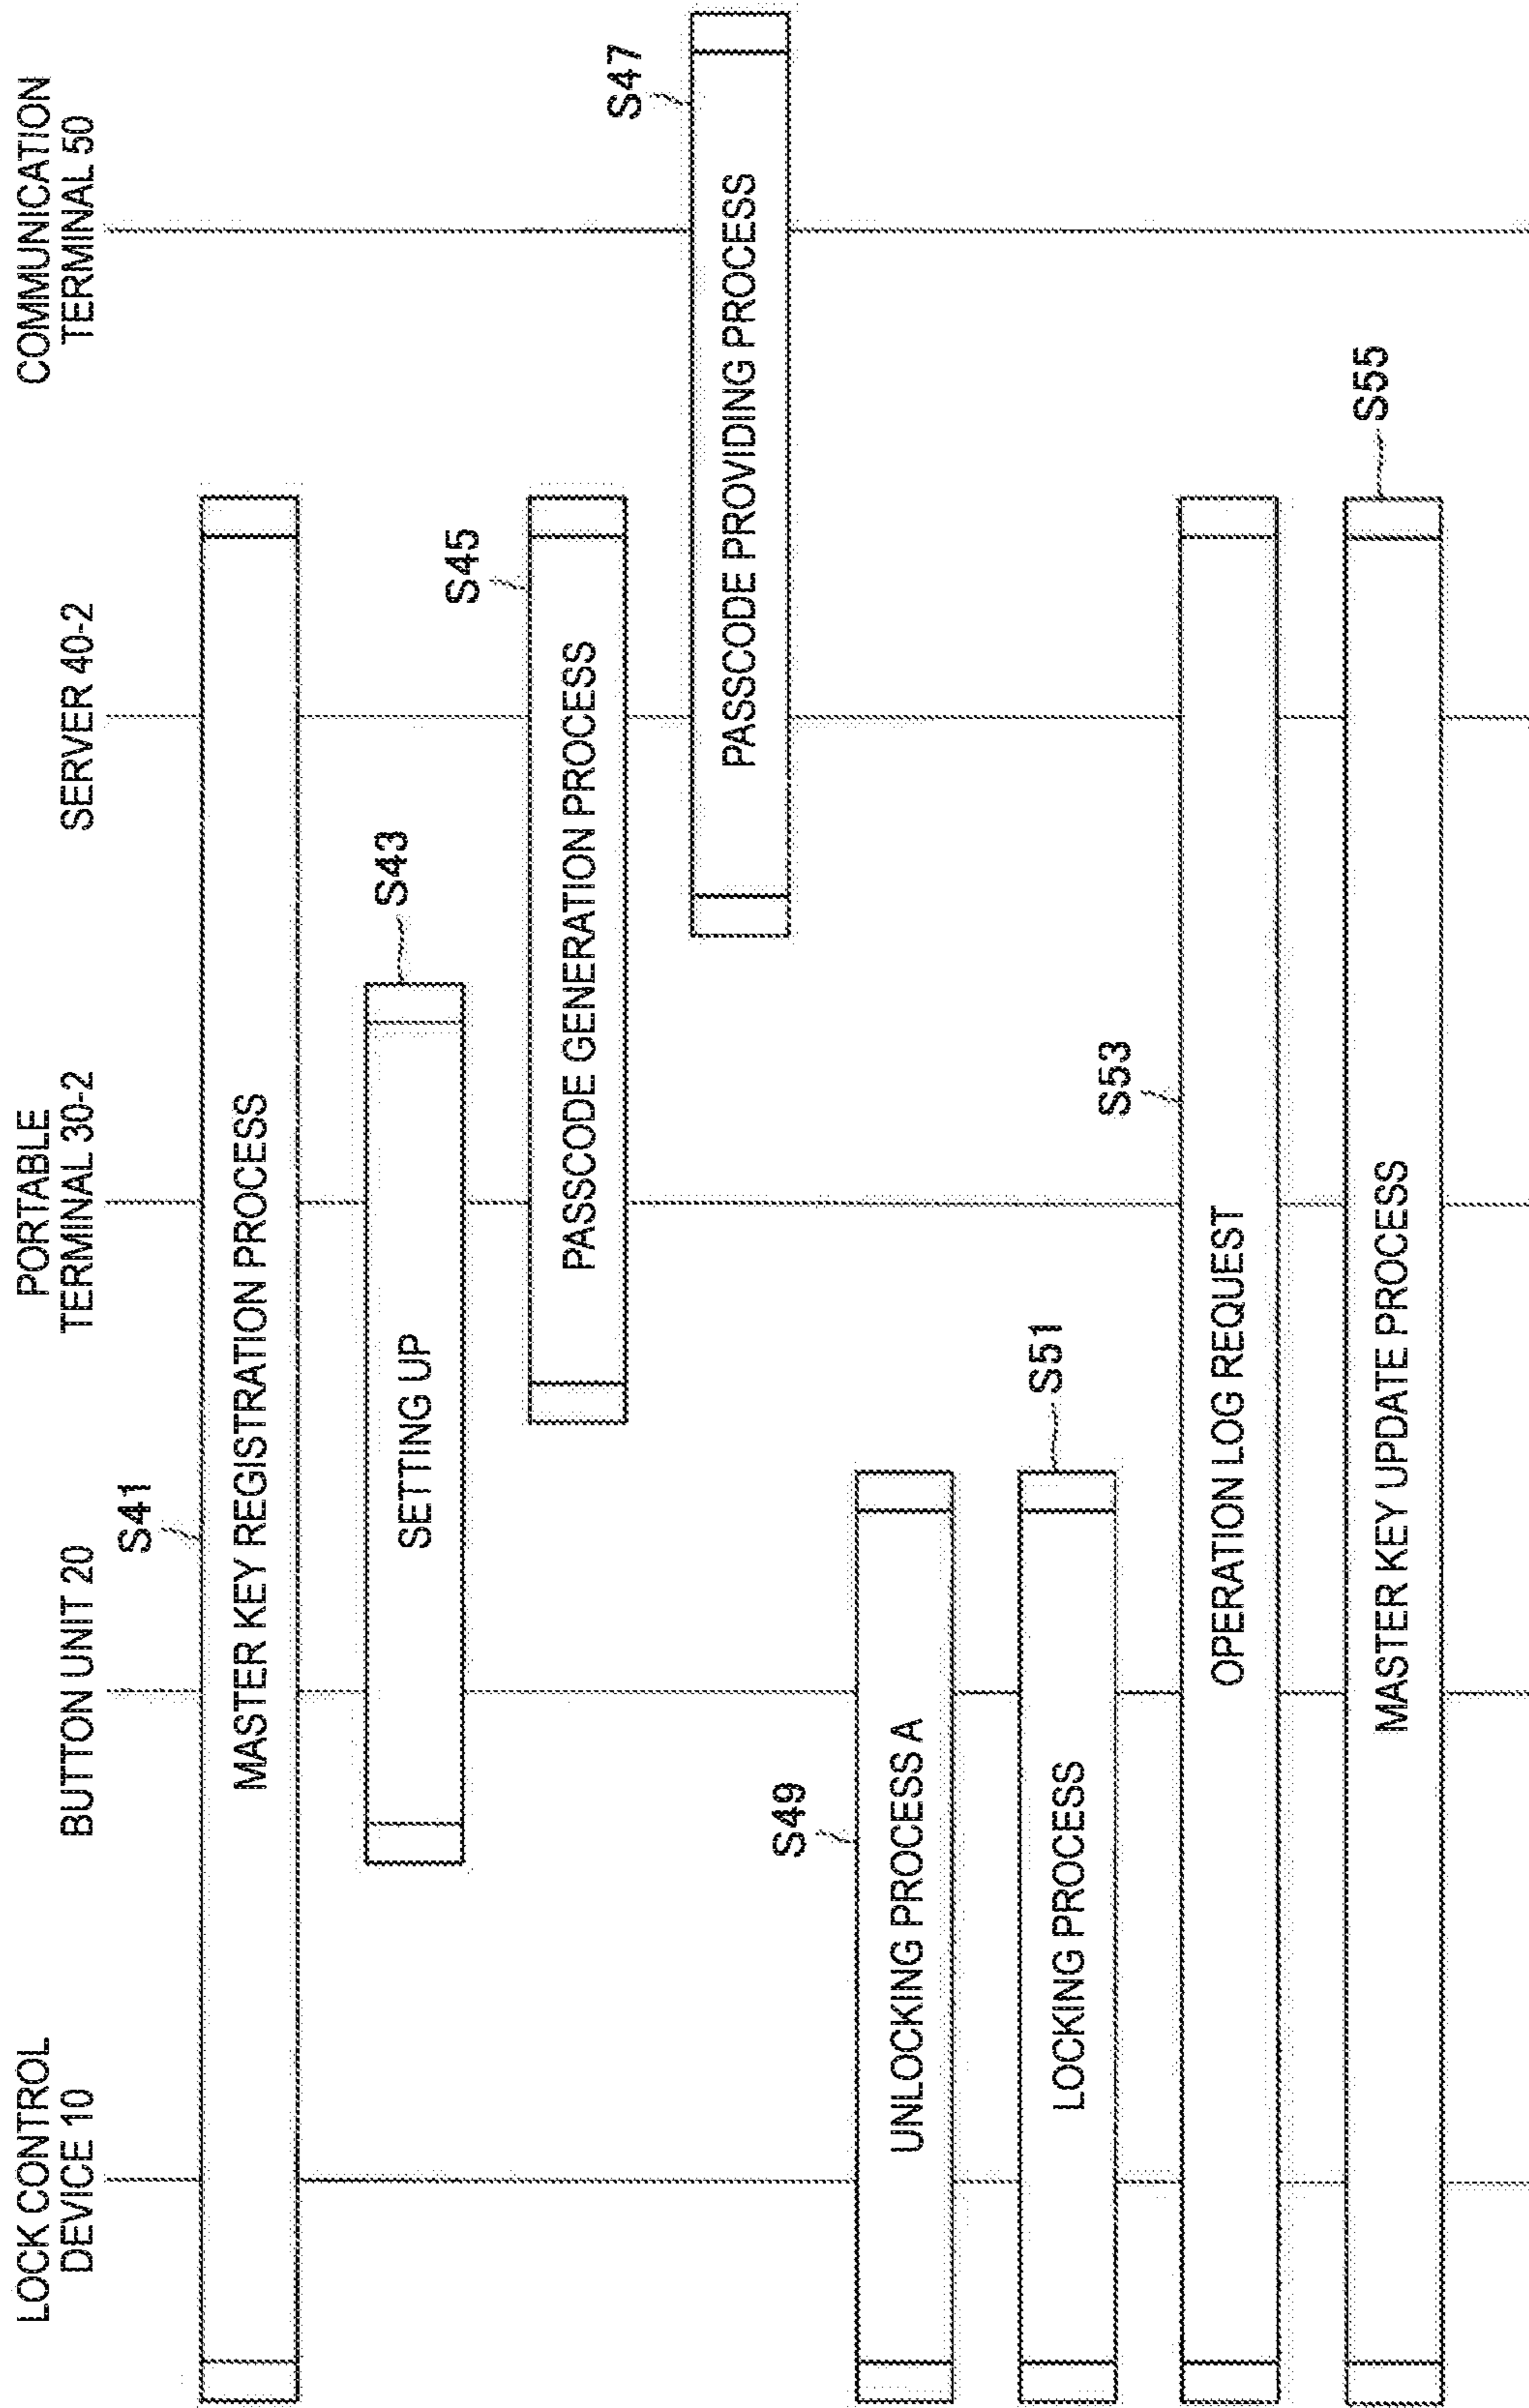 LOCK CONTROL
DEVICE 10
BUTTON UNIT 20
PORTABLE
TERMINAL 30-2
SERVER 40-2
COMMUNICATION
TERMINAL 50
S41
MASTER KEY REGISTRATION PROCESS
S43
SETTING UP
S45
PASSCODE GENERATION PROCESS
S47
PASSCODE PROVIDING PROCESS
S49
UNLOCKING PROCESS A
S51
LOCKING PROCESS
S53
OPERATION LOG REQUEST
S55
MASTER KEY UPDATE PROCESS